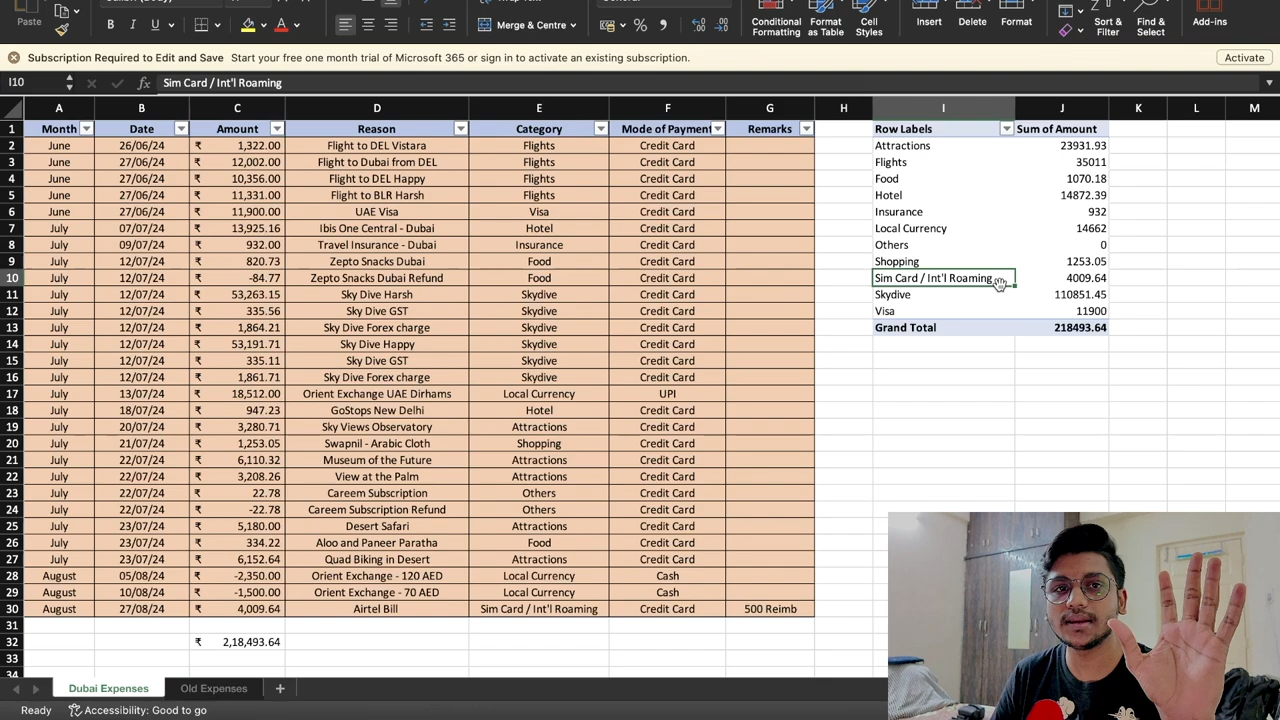 Paste
B I U
Merge & Centre
Conditional Formatting
Format as Table
Cell Styles
Insert
Delete
Format
Sort & Filter
Find & Select
Add-ins
Subscription Required to Edit and Save Start your free one month trial of Microsoft 365 or sign in to activate an existing subscription. Activate
I10 fx Sim Card / Int'l Roaming
A B C D E F G H I J K L M
1 Month Date Amount Reason Category Mode of Payment Remarks Row Labels Sum of Amount
2 June 26/06/24 ₹ 1,322.00 Flight to DEL Vistara Flights Credit Card Attractions 23931.93
3 June 27/06/24 ₹ 12,002.00 Flight to Dubai from DEL Flights Credit Card Flights 35011
4 June 27/06/24 ₹ 10,356.00 Flight to DEL Happy Flights Credit Card Food 1070.18
5 June 27/06/24 ₹ 11,331.00 Flight to BLR Harsh Flights Credit Card Hotel 14872.39
6 June 27/06/24 ₹ 11,900.00 UAE Visa Visa Credit Card Insurance 932
7 July 07/07/24 ₹ 13,925.16 Ibis One Central - Dubai Hotel Credit Card Local Currency 14662
8 July 09/07/24 ₹ 932.00 Travel Insurance - Dubai Insurance Credit Card Others 0
9 July 12/07/24 ₹ 820.73 Zepto Snacks Dubai Food Credit Card Shopping 1253.05
10 July 12/07/24 ₹ -84.77 Zepto Snacks Dubai Refund Food Credit Card Sim Card / Int'l Roaming 4009.64
11 July 12/07/24 ₹ 53,263.15 Sky Dive Harsh Skydive Credit Card Skydive 110851.45
12 July 12/07/24 ₹ 335.56 Sky Dive GST Skydive Credit Card Visa 11900
13 July 12/07/24 ₹ 1,864.21 Sky Dive Forex charge Skydive Credit Card Grand Total 218493.64
14 July 12/07/24 ₹ 53,191.71 Sky Dive Happy Skydive Credit Card
15 July 12/07/24 ₹ 335.11 Sky Dive GST Skydive Credit Card
16 July 12/07/24 ₹ 1,861.71 Sky Dive Forex charge Skydive Credit Card
17 July 13/07/24 ₹ 18,512.00 Orient Exchange UAE Dirhams Local Currency UPI
18 July 18/07/24 ₹ 947.23 GoStops New Delhi Hotel Credit Card
19 July 20/07/24 ₹ 3,280.71 Sky Views Observatory Attractions Credit Card
20 July 21/07/24 ₹ 1,253.05 Swapnil - Arabic Cloth Shopping Credit Card
21 July 22/07/24 ₹ 6,110.32 Museum of the Future Attractions Credit Card
22 July 22/07/24 ₹ 3,208.26 View at the Palm Attractions Credit Card
23 July 22/07/24 ₹ 22.78 Careem Subscription Others Credit Card
24 July 22/07/24 ₹ -22.78 Careem Subscription Refund Others Credit Card
25 July 23/07/24 ₹ 5,180.00 Desert Safari Attractions Credit Card
26 July 23/07/24 ₹ 334.22 Aloo and Paneer Paratha Food Credit Card
27 July 23/07/24 ₹ 6,152.64 Quad Biking in Desert Attractions Credit Card
28 August 05/08/24 ₹ -2,350.00 Orient Exchange - 120 AED Local Currency Cash
29 August 10/08/24 ₹ -1,500.00 Orient Exchange - 70 AED Local Currency Cash
30 August 27/08/24 ₹ 4,009.64 Airtel Bill Sim Card / Int'l Roaming Credit Card 500 Reimb
31
32 ₹ 2,18,493.64
33
34
Dubai Expenses Old Expenses +
Ready Accessibility: Good to go